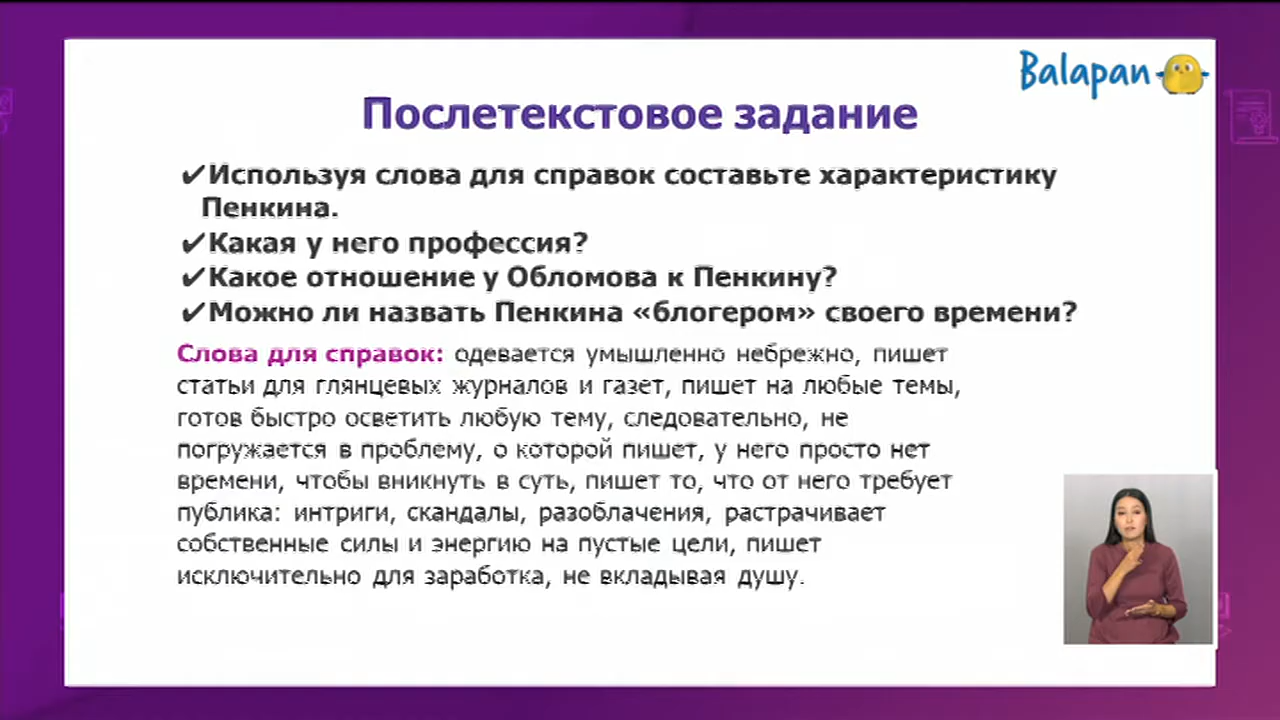 Balapan
Послетекстовое задание
✔Используя слова для справок составьте характеристику
Пенкина.
✔Какая у него профессия?
✔Какое отношение у Обломова к Пенкину?
✔Можно ли назвать Пенкина «блогером» своего времени?
Слова для справок: одевается умышленно небрежно, пишет
статьи для глянцевых журналов и газет, пишет на любые темы,
готов быстро осветить любую тему, следовательно, не
погружается в проблему, о которой пишет, у него просто нет
времени, чтобы вникнуть в суть, пишет то, что от него требует
публика: интриги, скандалы, разоблачения, растрачивает
собственные силы и энергию на пустые цели, пишет
исключительно для заработка, не вкладывая душу.